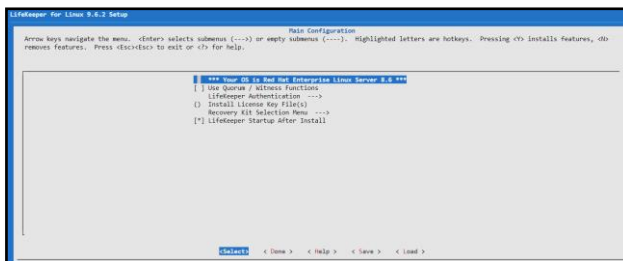 LifeKeeper for Linux 9.6.2 Setup
Main Configuration
Arrow keys navigate the menu. <Enter> selects submenus (---->) or empty submenus (----). Highlighted letters are hotkeys. Pressing <Y> installs features, <N>
removes features. Press <Esc><Esc> to exit or <?> for help.
*** Your OS is Red Hat Enterprise Linux Server 8.6 ***
[ ] Use Quorum / Witness Functions
LifeKeeper Authentication --->
() Install License Key File(s)
Recovery Kit Selection Menu --->
[*] LifeKeeper Startup After Install
<Select> < Done > < Help > < Save > < Load >